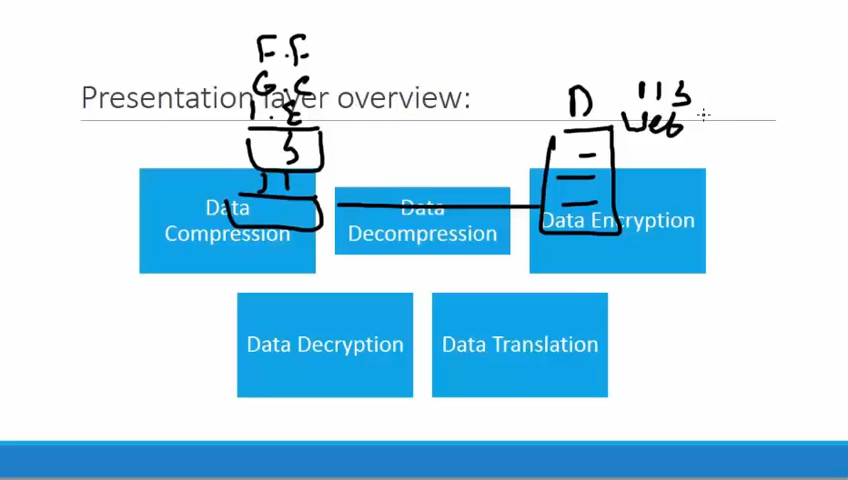 F.F
G.C
I.E
Presentation layer overview:
S
D
IIS
Web
Data
Compression
Data
Decompression
Data Encryption
Data Decryption
Data Translation